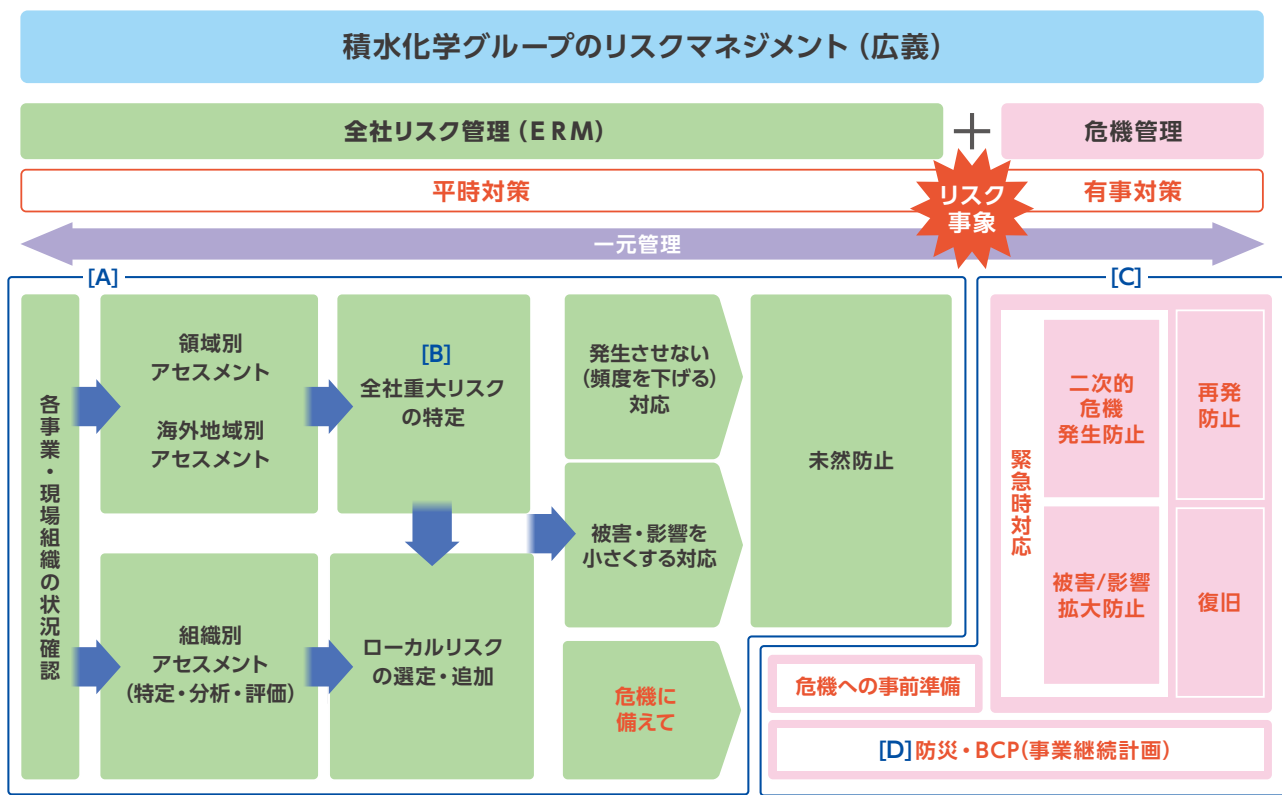 積水化学グループのリスクマネジメント（広義）
全社リスク管理（ERM）
＋
危機管理
平時対策
リスク
事象
有事対策
一元管理
[A]
各事業・現場組織の状況確認
領域別
アセスメント
海外地域別
アセスメント
組織別
アセスメント
（特定・分析・評価）
[B]
全社重大リスク
の特定
ローカルリスク
の選定・追加
発生させない
（頻度を下げる）
対応
被害・影響を
小さくする対応
危機に
備えて
未然防止
[C]
緊急時対応
二次的
危機
発生防止
被害/影響
拡大防止
再発
防止
復旧
危機への事前準備
[D]防災・BCP(事業継続計画）